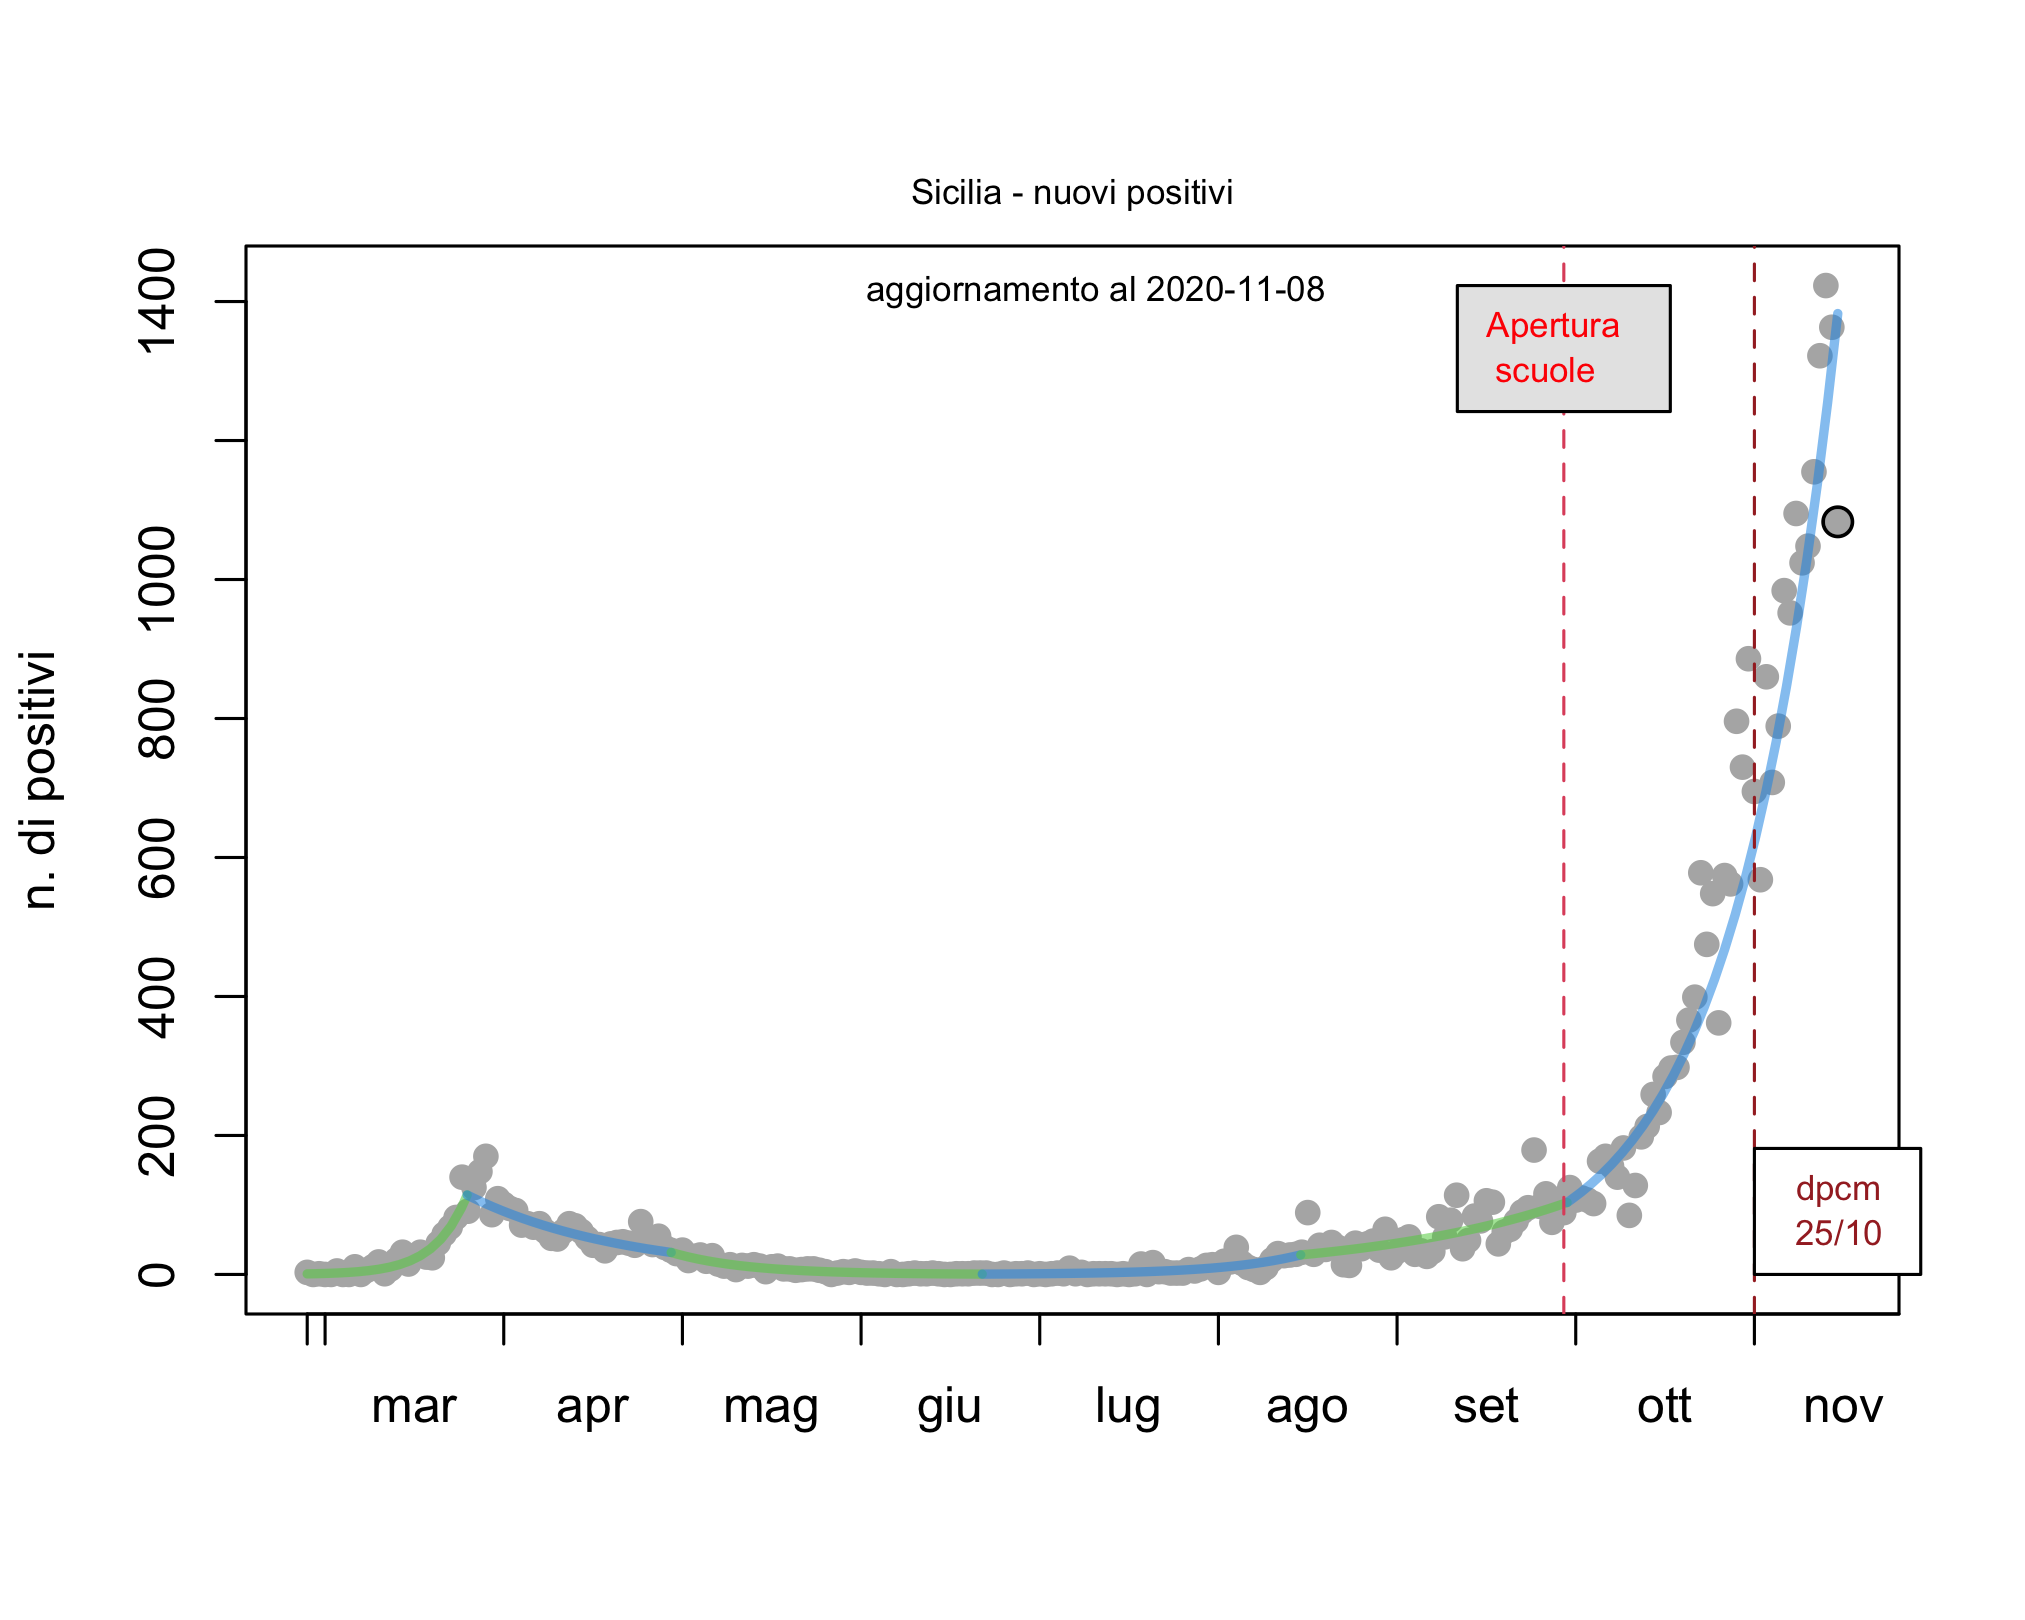 Sicilia - nuovi positivi
aggiornamento al 2020-11-08
Apertura
scuole
1400
1000
800
600
400
200
0
n. di positivi
dpcm
25/10
mar apr mag giu lug ago set ott nov